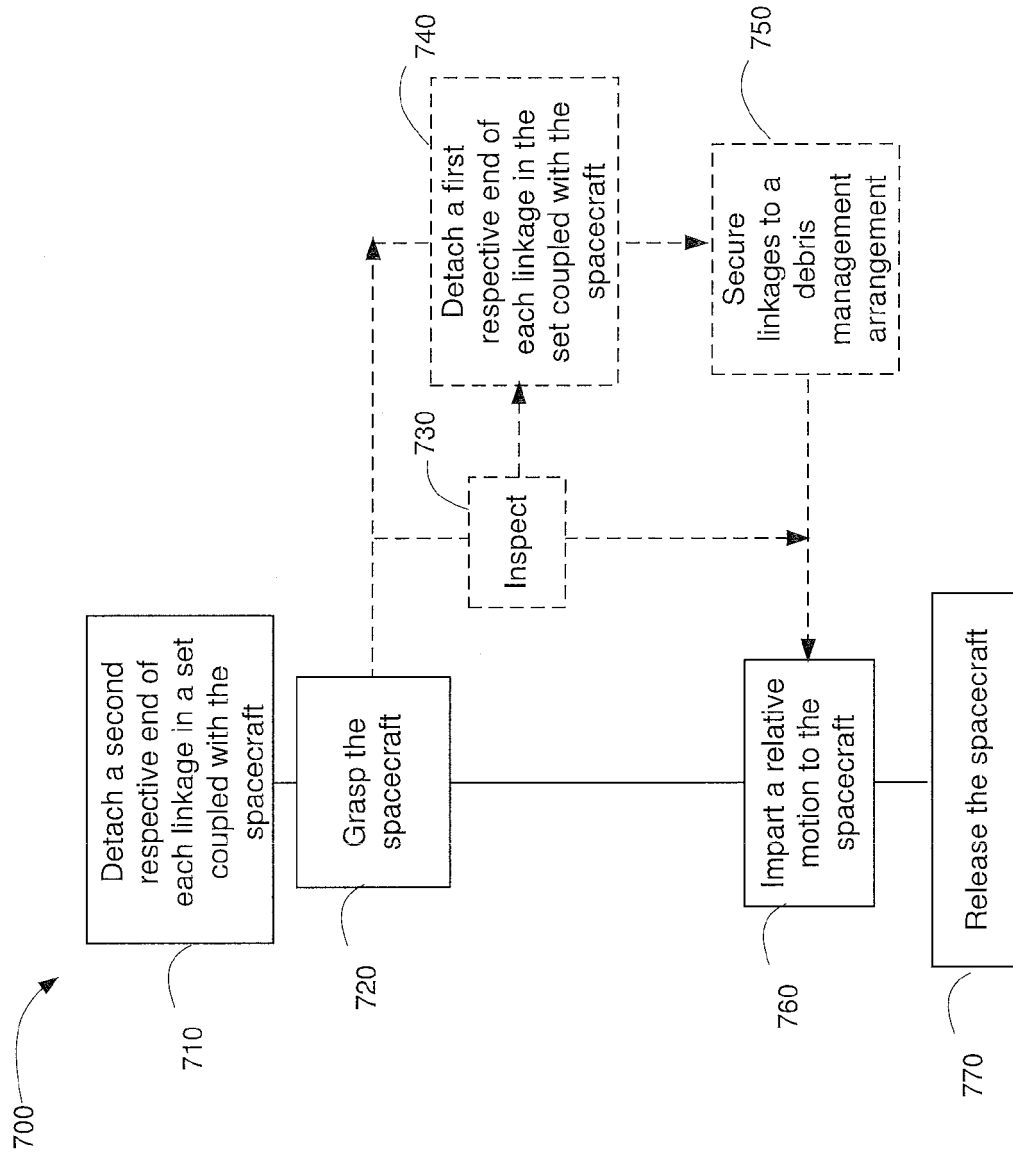 700
710
Detach a second
respective end of
each linkage in a set
coupled with the
spacecraft
720
Grasp the
spacecraft
730
Inspect
740
Detach a first
respective end of
each linkage in the
set coupled with the
spacecraft
750
Secure
linkages to a
debris
management
arrangement
760
Impart a relative
motion to the
spacecraft
770
Release the spacecraft